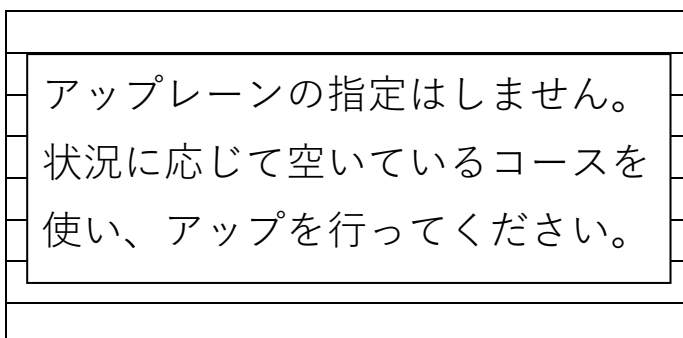 アップレーンの指定はしません。
状況に応じて空いているコースを
使い、アップを行ってください。